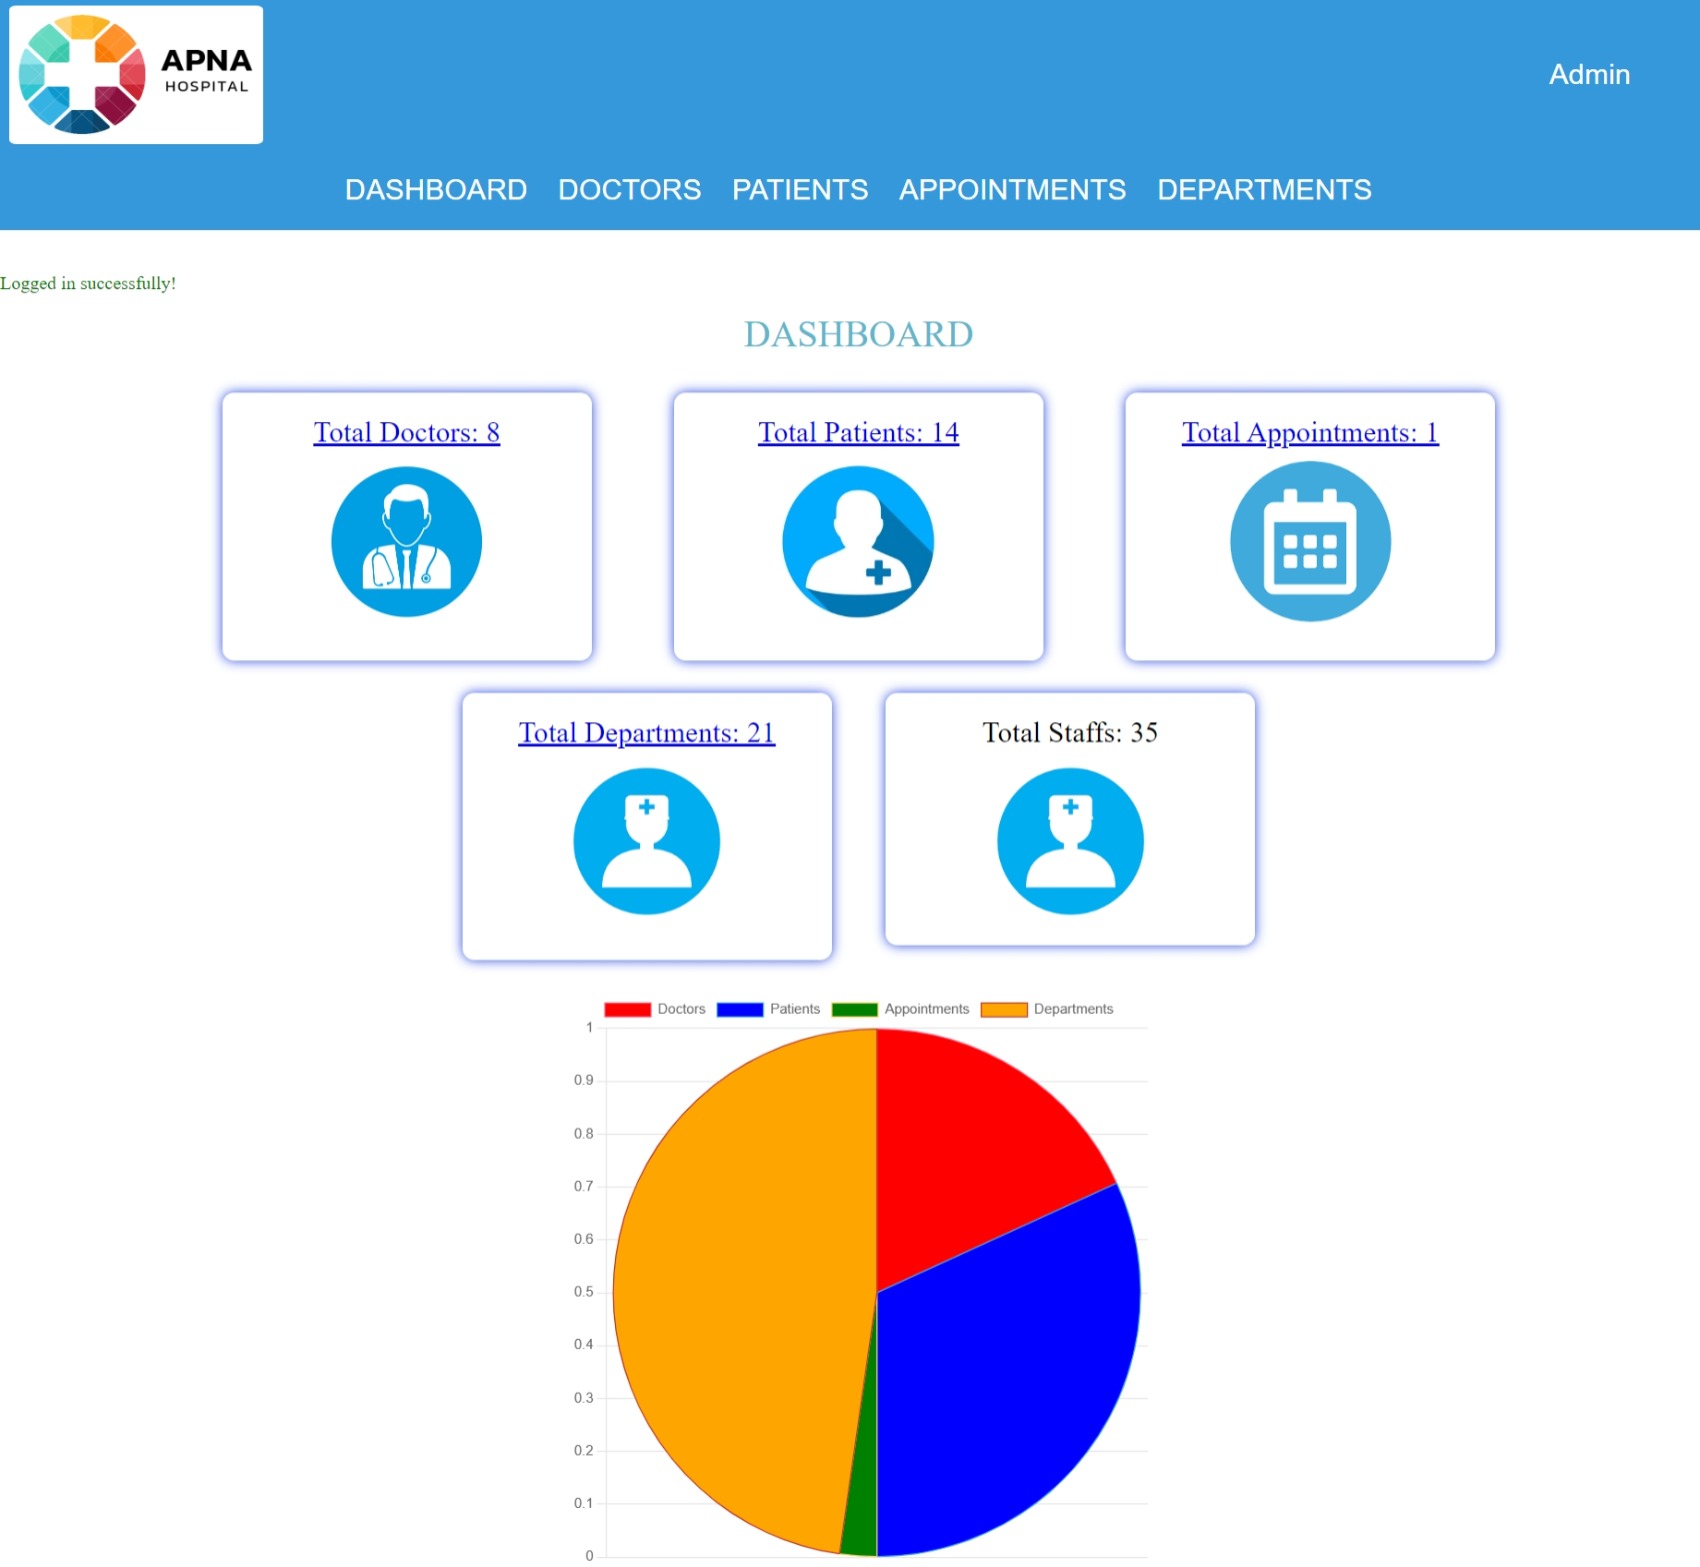 APNA
HOSPITAL
Admin
DASHBOARD DOCTORS PATIENTS APPOINTMENTS DEPARTMENTS
Logged in successfully!
DASHBOARD
Total Doctors: 8
Total Patients: 14
Total Appointments: 1
Total Departments: 21
Total Staffs: 35
Doctors Patients Appointments Departments
1
0.9
0.8
0.7
0.6
0.5
0.4
0.3
0.2
0.1
0